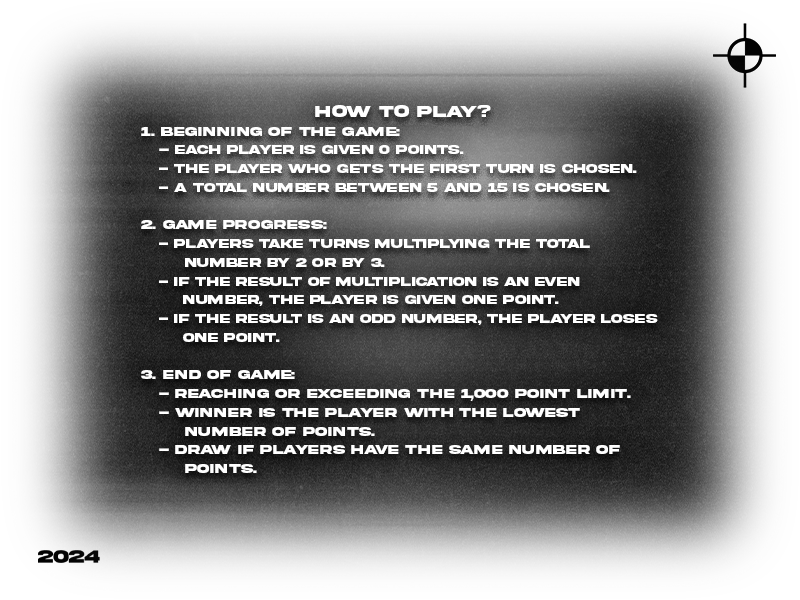 HOW TO PLAY?
1. BEGINNING OF THE GAME:
– EACH PLAYER IS GIVEN 0 POINTS.
– THE PLAYER WHO GETS THE FIRST TURN IS CHOSEN.
– A TOTAL NUMBER BETWEEN 5 AND 15 IS CHOSEN.
2. GAME PROGRESS:
– PLAYERS TAKE TURNS MULTIPLYING THE TOTAL
NUMBER BY 2 OR BY 3.
– IF THE RESULT OF MULTIPLICATION IS AN EVEN
NUMBER, THE PLAYER IS GIVEN ONE POINT.
– IF THE RESULT IS AN ODD NUMBER, THE PLAYER LOSES
ONE POINT.
3. END OF GAME:
– REACHING OR EXCEEDING THE 1,000 POINT LIMIT.
– WINNER IS THE PLAYER WITH THE LOWEST
NUMBER OF POINTS.
– DRAW IF PLAYERS HAVE THE SAME NUMBER OF
POINTS.
2024